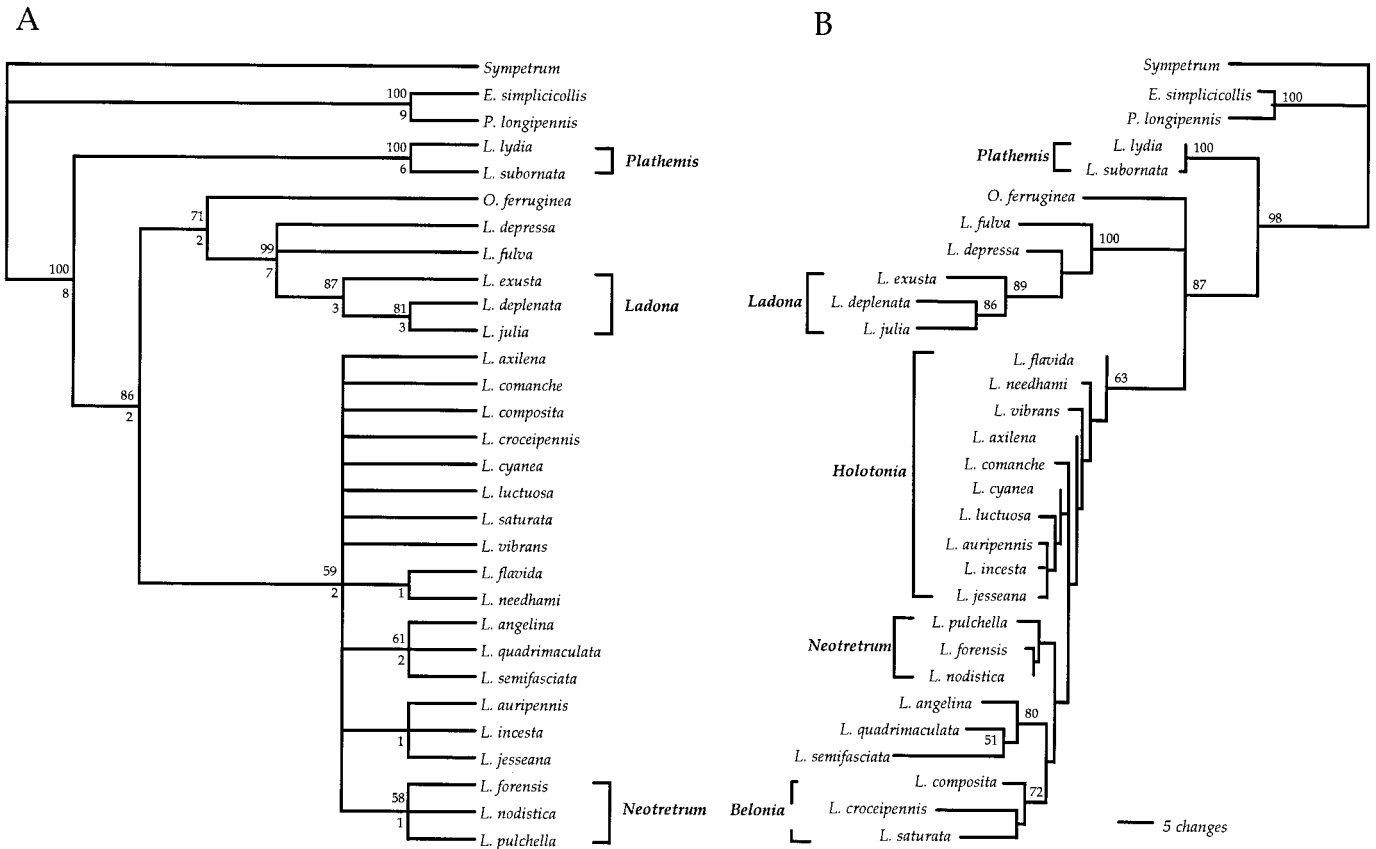 A
Sympetrum
100
9
E. simplicicollis
P. longipennis
100
6
L. lydia
L. subornata
Plathemis
71
2
O. ferruginea
L. depressa
99
7
L. fulva
100
8
87
3
L. exusta
81
3
L. deplenata
L. julia
Ladona
86
2
L. axilena
L. comanche
L. composita
L. croceipennis
L. cyanea
L. luctuosa
L. saturata
L. vibrans
59
2
L. flavida
1
L. needhami
L. angelina
61
2
L. quadrimaculata
L. semifasciata
L. auripennis
L. incesta
1
L. jesseana
L. forensis
58
1
L. nodistica
L. pulchella
Neotretrum
B
Sympetrum
E. simplicicollis
100
P. longipennis
Plathemis
L. lydia
100
L. subornata
O. ferruginea
98
L. fulva
100
L. depressa
87
Ladona
L. exusta
89
L. deplenata
86
L. julia
Holotonia
L. flavida
63
L. needhami
L. vibrans
L. axilena
L. comanche
L. cyanea
L. luctuosa
L. auripennis
L. incesta
L. jesseana
Neotretrum
L. pulchella
L. forensis
L. nodistica
L. angelina
80
L. quadrimaculata
51
L. semifasciata
Belonia
L. composita
72
L. croceipennis
L. saturata
5 changes